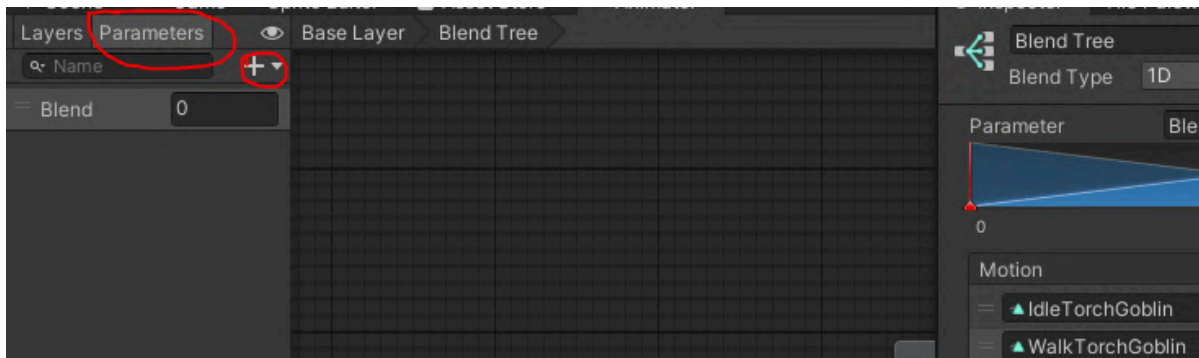 Layers Parameters
Base Layer Blend Tree
Name
Blend 0
Blend Tree
Blend Type 1D
Parameter Ble
0
Motion
IdleTorchGoblin
WalkTorchGoblin